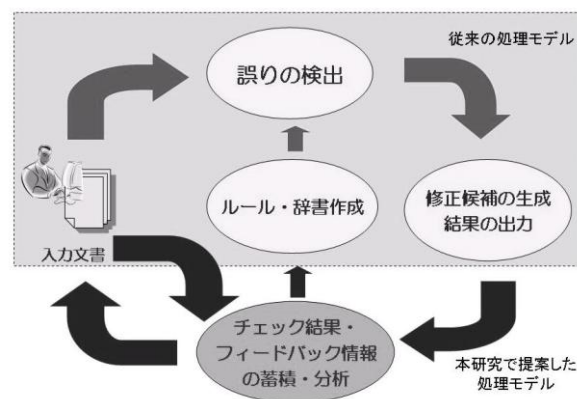 従来の処理モデル
誤りの検出
ルール・辞書作成
修正候補の生成
結果の出力
入力文書
チェック結果・
フィードバック情報
の蓄積・分析
本研究で提案した
処理モデル